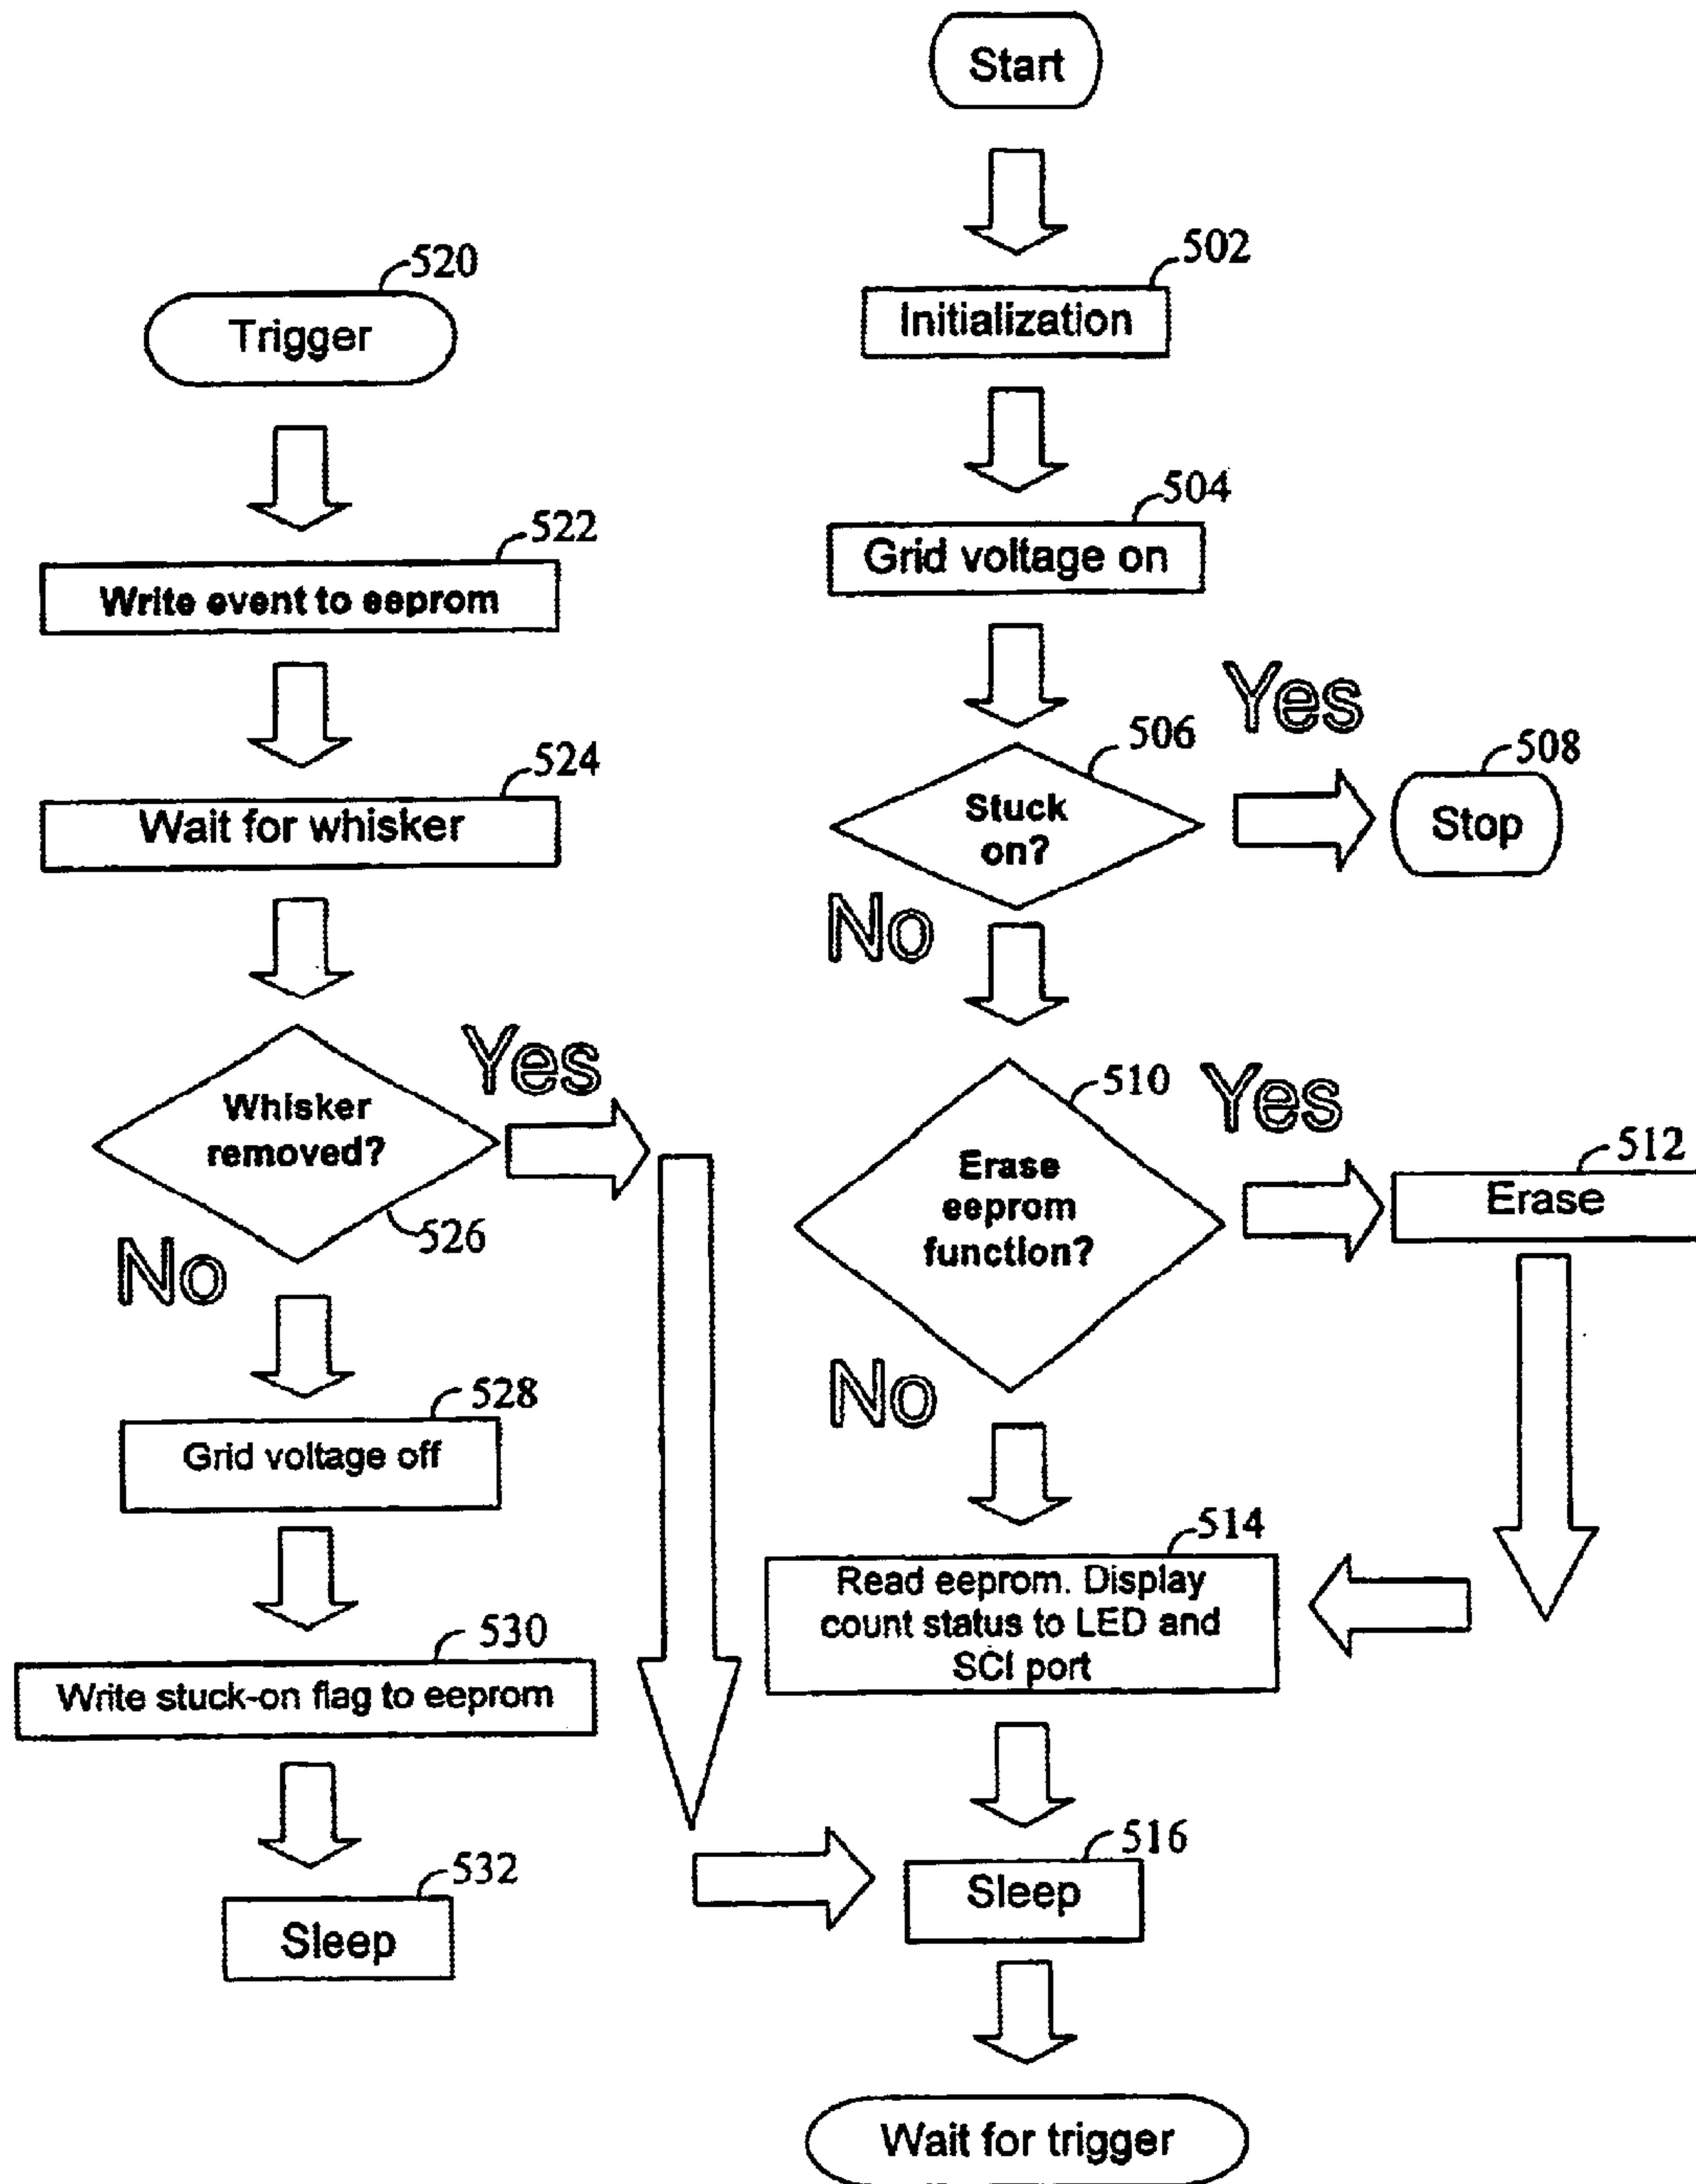 Start
502
Initialization
504
Grid voltage on
506
Stuck
on?
Yes
508
Stop
No
510
Erase
eeprom
function?
Yes
512
Erase
No
514
Read eeprom. Display
count status to LED and
SCI port
516
Sleep
Wait for trigger
520
Trigger
522
Write event to eeprom
524
Wait for whisker
Whisker
removed?
526
Yes
No
528
Grid voltage off
530
Write stuck-on flag to eeprom
532
Sleep